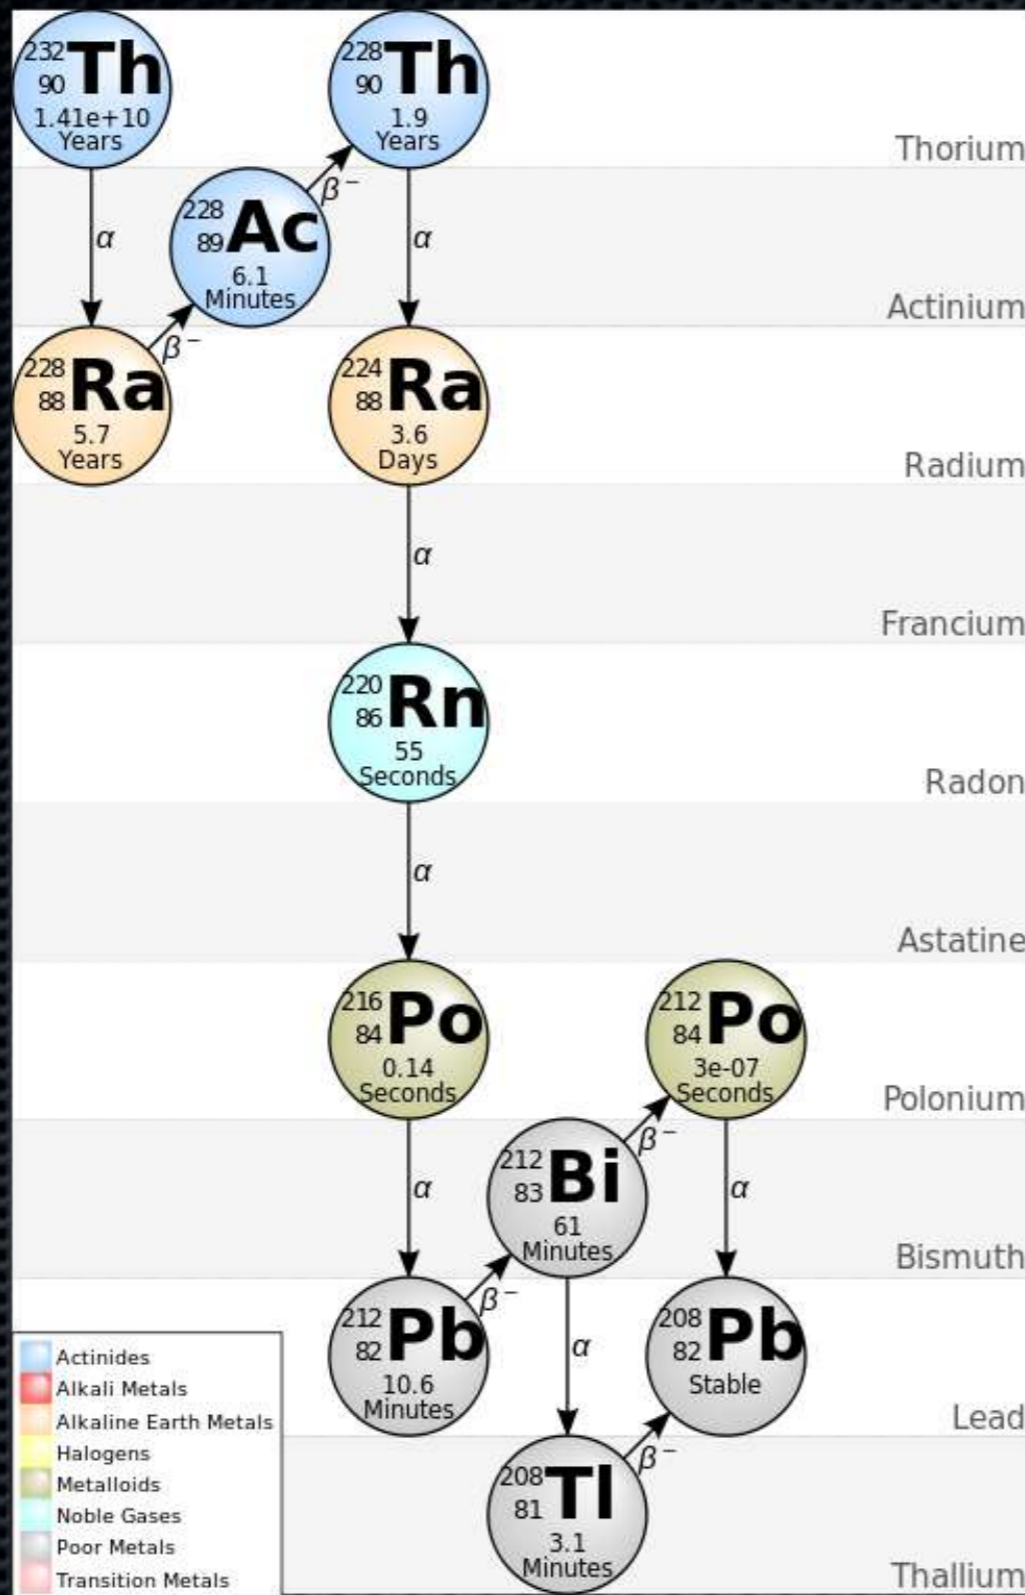 232
90 Th
1.41e+10
Years
228
90 Th
1.9
Years
Thorium
α
β⁻
228
89 Ac
6.1
Minutes
α
Actinium
β⁻
228
88 Ra
5.7
Years
224
88 Ra
3.6
Days
Radium
α
Francium
220
86 Rn
55
Seconds
Radon
α
Astatine
216
84 Po
0.14
Seconds
212
84 Po
3e-07
Seconds
Polonium
α
β⁻
212
83 Bi
61
Minutes
α
Bismuth
β⁻
212
82 Pb
10.6
Minutes
α
208
82 Pb
Stable
Lead
β⁻
208
81 Tl
3.1
Minutes
Thallium
Actinides
Alkali Metals
Alkaline Earth Metals
Halogens
Metalloids
Noble Gases
Poor Metals
Transition Metals